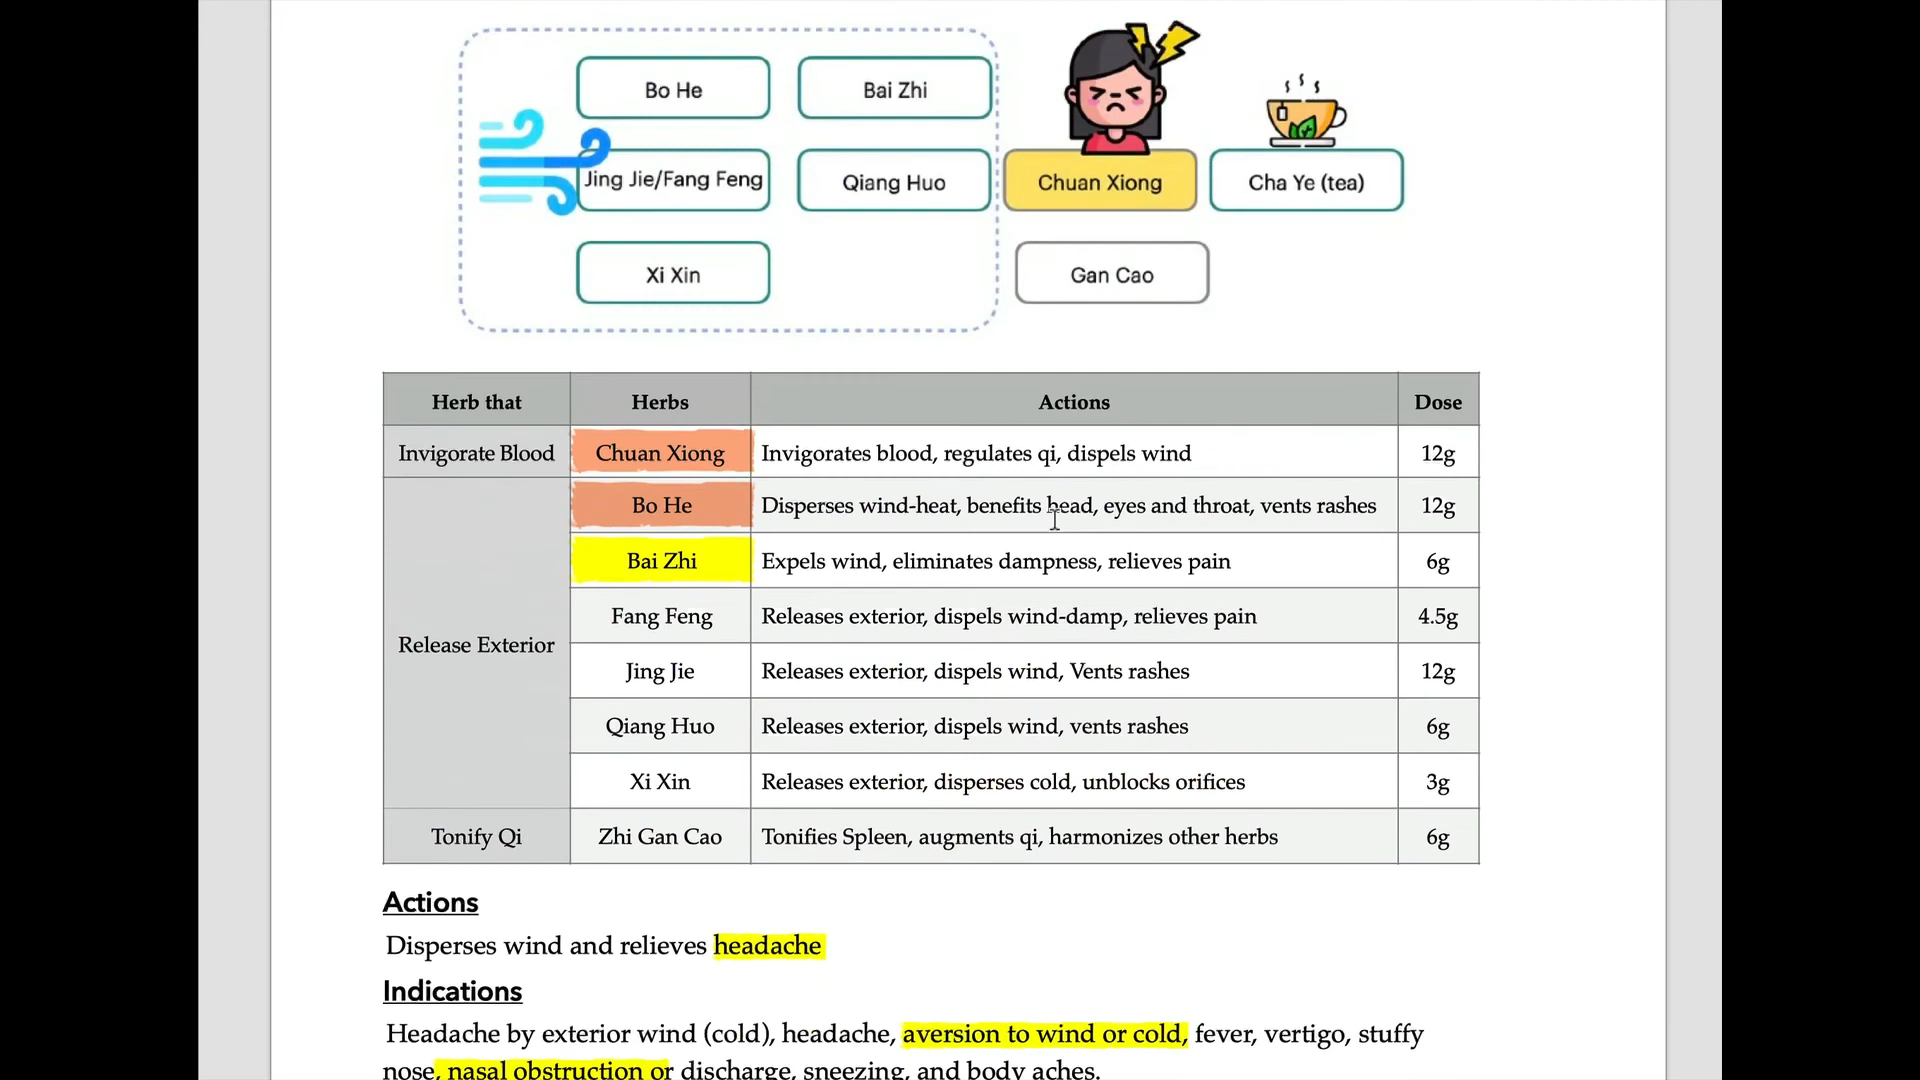 Bo He
Bai Zhi
Jing Jie/Fang Feng
Qiang Huo
Chuan Xiong
Cha Ye (tea)
Xi Xin
Gan Cao
Herb that Herbs Actions Dose
Invigorate Blood Chuan Xiong Invigorates blood, regulates qi, dispels wind 12g
Bo He Disperses wind-heat, benefits head, eyes and throat, vents rashes 12g
Bai Zhi Expels wind, eliminates dampness, relieves pain 6g
Fang Feng Releases exterior, dispels wind-damp, relieves pain 4.5g
Release Exterior
Jing Jie Releases exterior, dispels wind, Vents rashes 12g
Qiang Huo Releases exterior, dispels wind, vents rashes 6g
Xi Xin Releases exterior, disperses cold, unblocks orifices 3g
Tonify Qi Zhi Gan Cao Tonifies Spleen, augments qi, harmonizes other herbs 6g
Actions
Disperses wind and relieves headache
Indications
Headache by exterior wind (cold), headache, aversion to wind or cold, fever, vertigo, stuffy
nose, nasal obstruction or discharge, sneezing, and body aches.